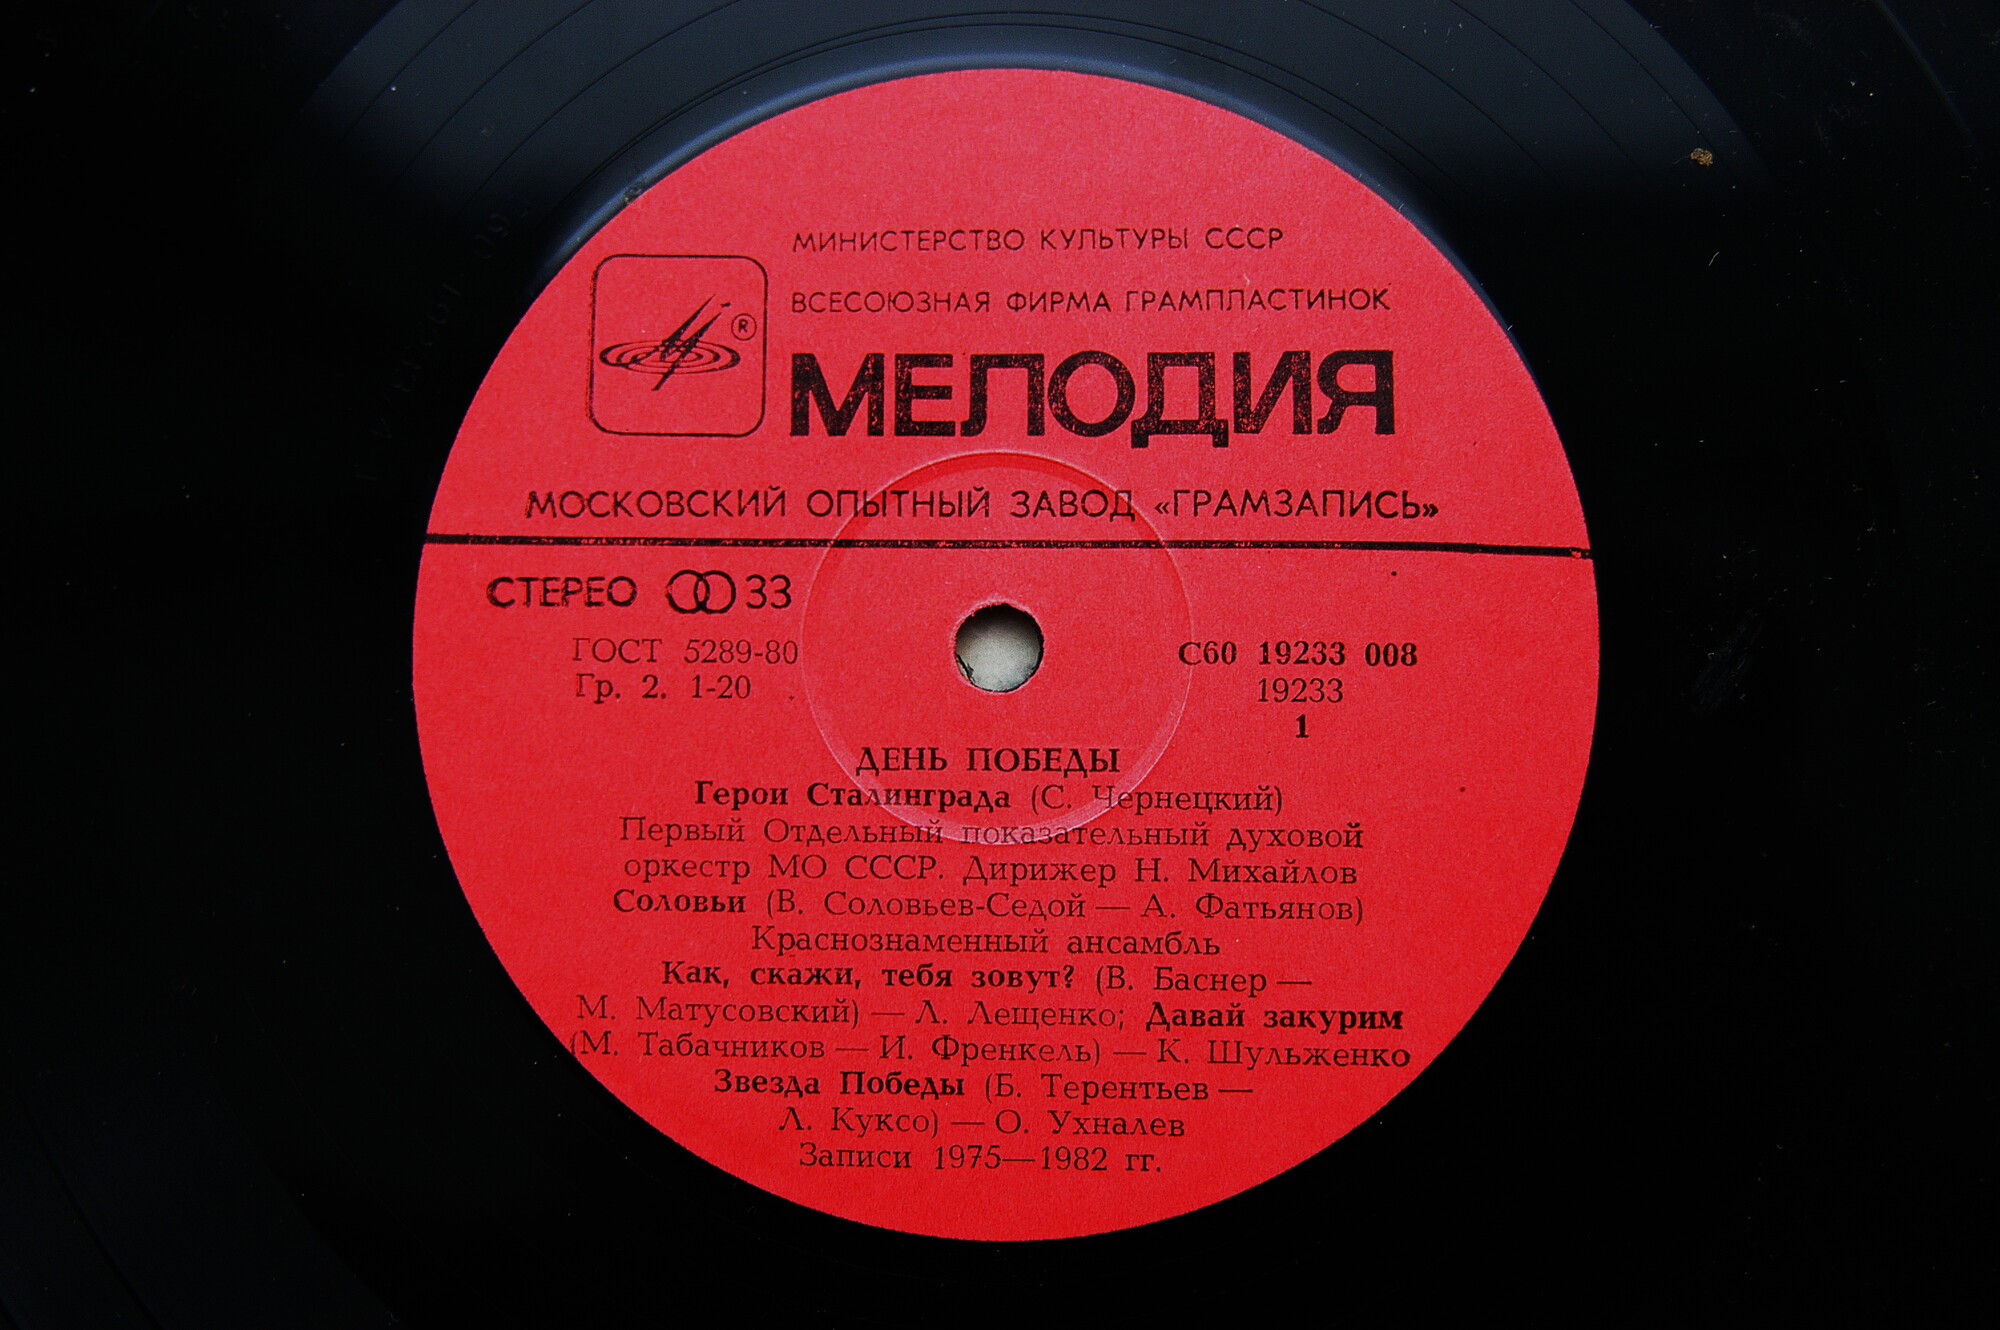 МИНИСТЕРСТВО КУЛЬТУРЫ СССР
ВСЕСОЮЗНАЯ ФИРМА ГРАМПЛАСТИНОК
®
МЕЛОДИЯ
МОСКОВСКИЙ ОПЫТНЫЙ ЗАВОД «ГРАМЗАПИСЬ»
СТЕРЕО 33
ГОСТ 5289-80
Гр. 2. 1-20
С60 19233 008
19233
1
ДЕНЬ ПОБЕДЫ
Герои Сталинграда (С. Чернецкий)
Первый Отдельный показательный духовой
оркестр МО СССР. Дирижер Н. Михайлов
Соловьи (В. Соловьев-Седой — А. Фатьянов)
Краснознаменный ансамбль
Как, скажи, тебя зовут? (В. Баснер —
М. Матусовский) — Л. Лещенко; Давай закурим
(М. Табачников — И. Френкель) — К. Шульженко
Звезда Победы (Б. Терентьев —
Л. Куксо) — О. Ухналев
Записи 1975—1982 гг.